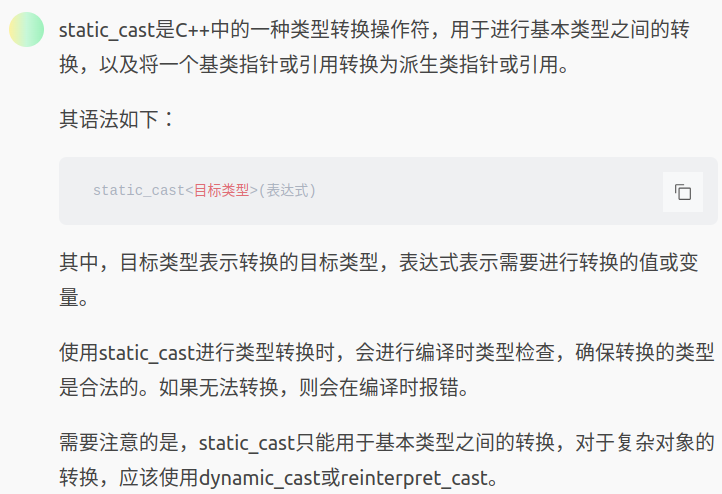 static_cast是C++中的一种类型转换操作符，用于进行基本类型之间的转
换，以及将一个基类指针或引用转换为派生类指针或引用。
其语法如下：
static_cast<目标类型>(表达式)
其中，目标类型表示转换的目标类型，表达式表示需要进行转换的值或变
量。
使用static_cast进行类型转换时，会进行编译时类型检查，确保转换的类型
是合法的。如果无法转换，则会在编译时报错。
需要注意的是，static_cast只能用于基本类型之间的转换，对于复杂对象的
转换，应该使用dynamic_cast或reinterpret_cast。